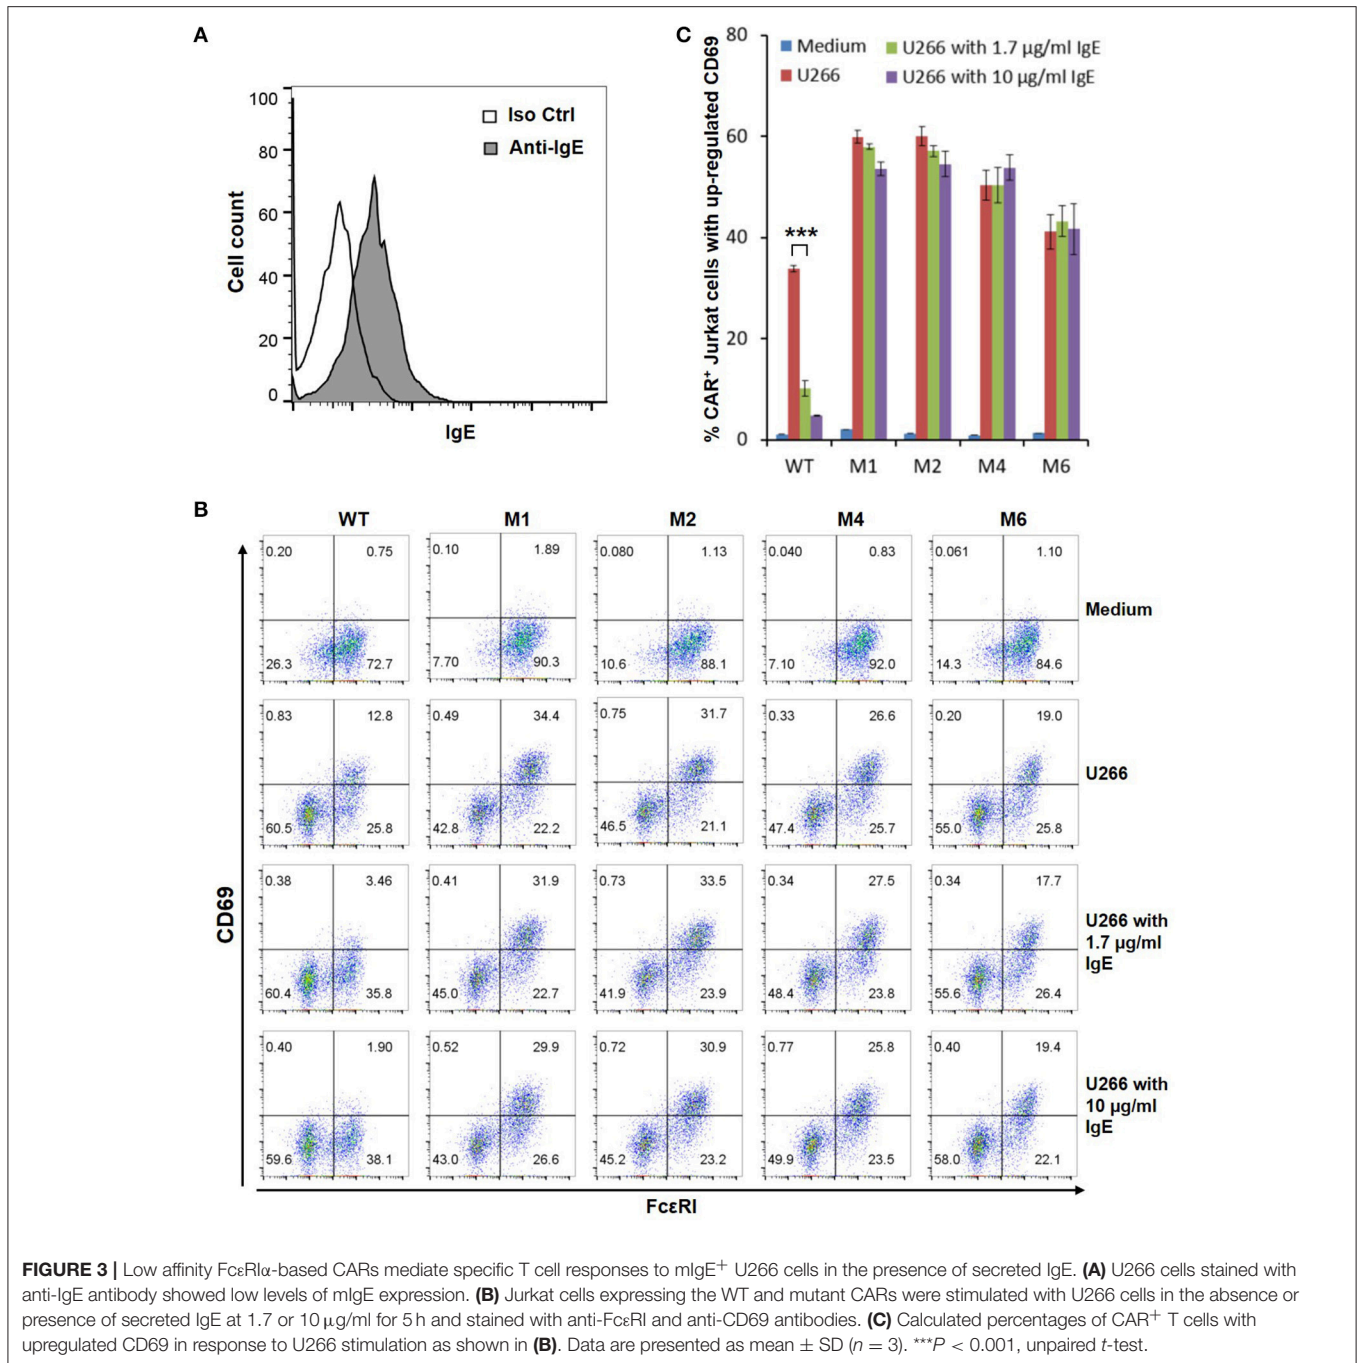 A
100
80
60
40
20
0
Cell count
Iso Ctrl
Anti-IgE
IgE
C
% CAR⁺ Jurkat cells with up-regulated CD69
80
60
40
20
0
Medium
U266 with 1.7 µg/ml IgE
U266
U266 with 10 µg/ml IgE
***
WT M1 M2 M4 M6
B
WT M1 M2 M4 M6
0.20 0.75 0.10 1.89 0.080 1.13 0.040 0.83 0.061 1.10
Medium
26.3 72.7 7.70 90.3 10.6 88.1 7.10 92.0 14.3 84.6
0.83 12.8 0.49 34.4 0.75 31.7 0.33 26.6 0.20 19.0
U266
60.5 25.8 42.8 22.2 46.5 21.1 47.4 25.7 55.0 25.8
0.38 3.46 0.41 31.9 0.73 33.5 0.34 27.5 0.34 17.7
U266 with
1.7 µg/ml
IgE
60.4 35.8 45.0 22.7 41.9 23.9 48.4 23.8 55.6 26.4
0.40 1.90 0.52 29.9 0.72 30.9 0.77 25.8 0.40 19.4
U266 with
10 µg/ml
IgE
59.6 38.1 43.0 26.6 45.2 23.2 49.9 23.5 58.0 22.1
CD69
FcεRI
FIGURE 3 | Low affinity FcεRIα-based CARs mediate specific T cell responses to mIgE⁺ U266 cells in the presence of secreted IgE. (A) U266 cells stained with
anti-IgE antibody showed low levels of mIgE expression. (B) Jurkat cells expressing the WT and mutant CARs were stimulated with U266 cells in the absence or
presence of secreted IgE at 1.7 or 10 µg/ml for 5 h and stained with anti-FcεRI and anti-CD69 antibodies. (C) Calculated percentages of CAR⁺ T cells with
upregulated CD69 in response to U266 stimulation as shown in (B). Data are presented as mean ± SD (n = 3). ***P < 0.001, unpaired t-test.